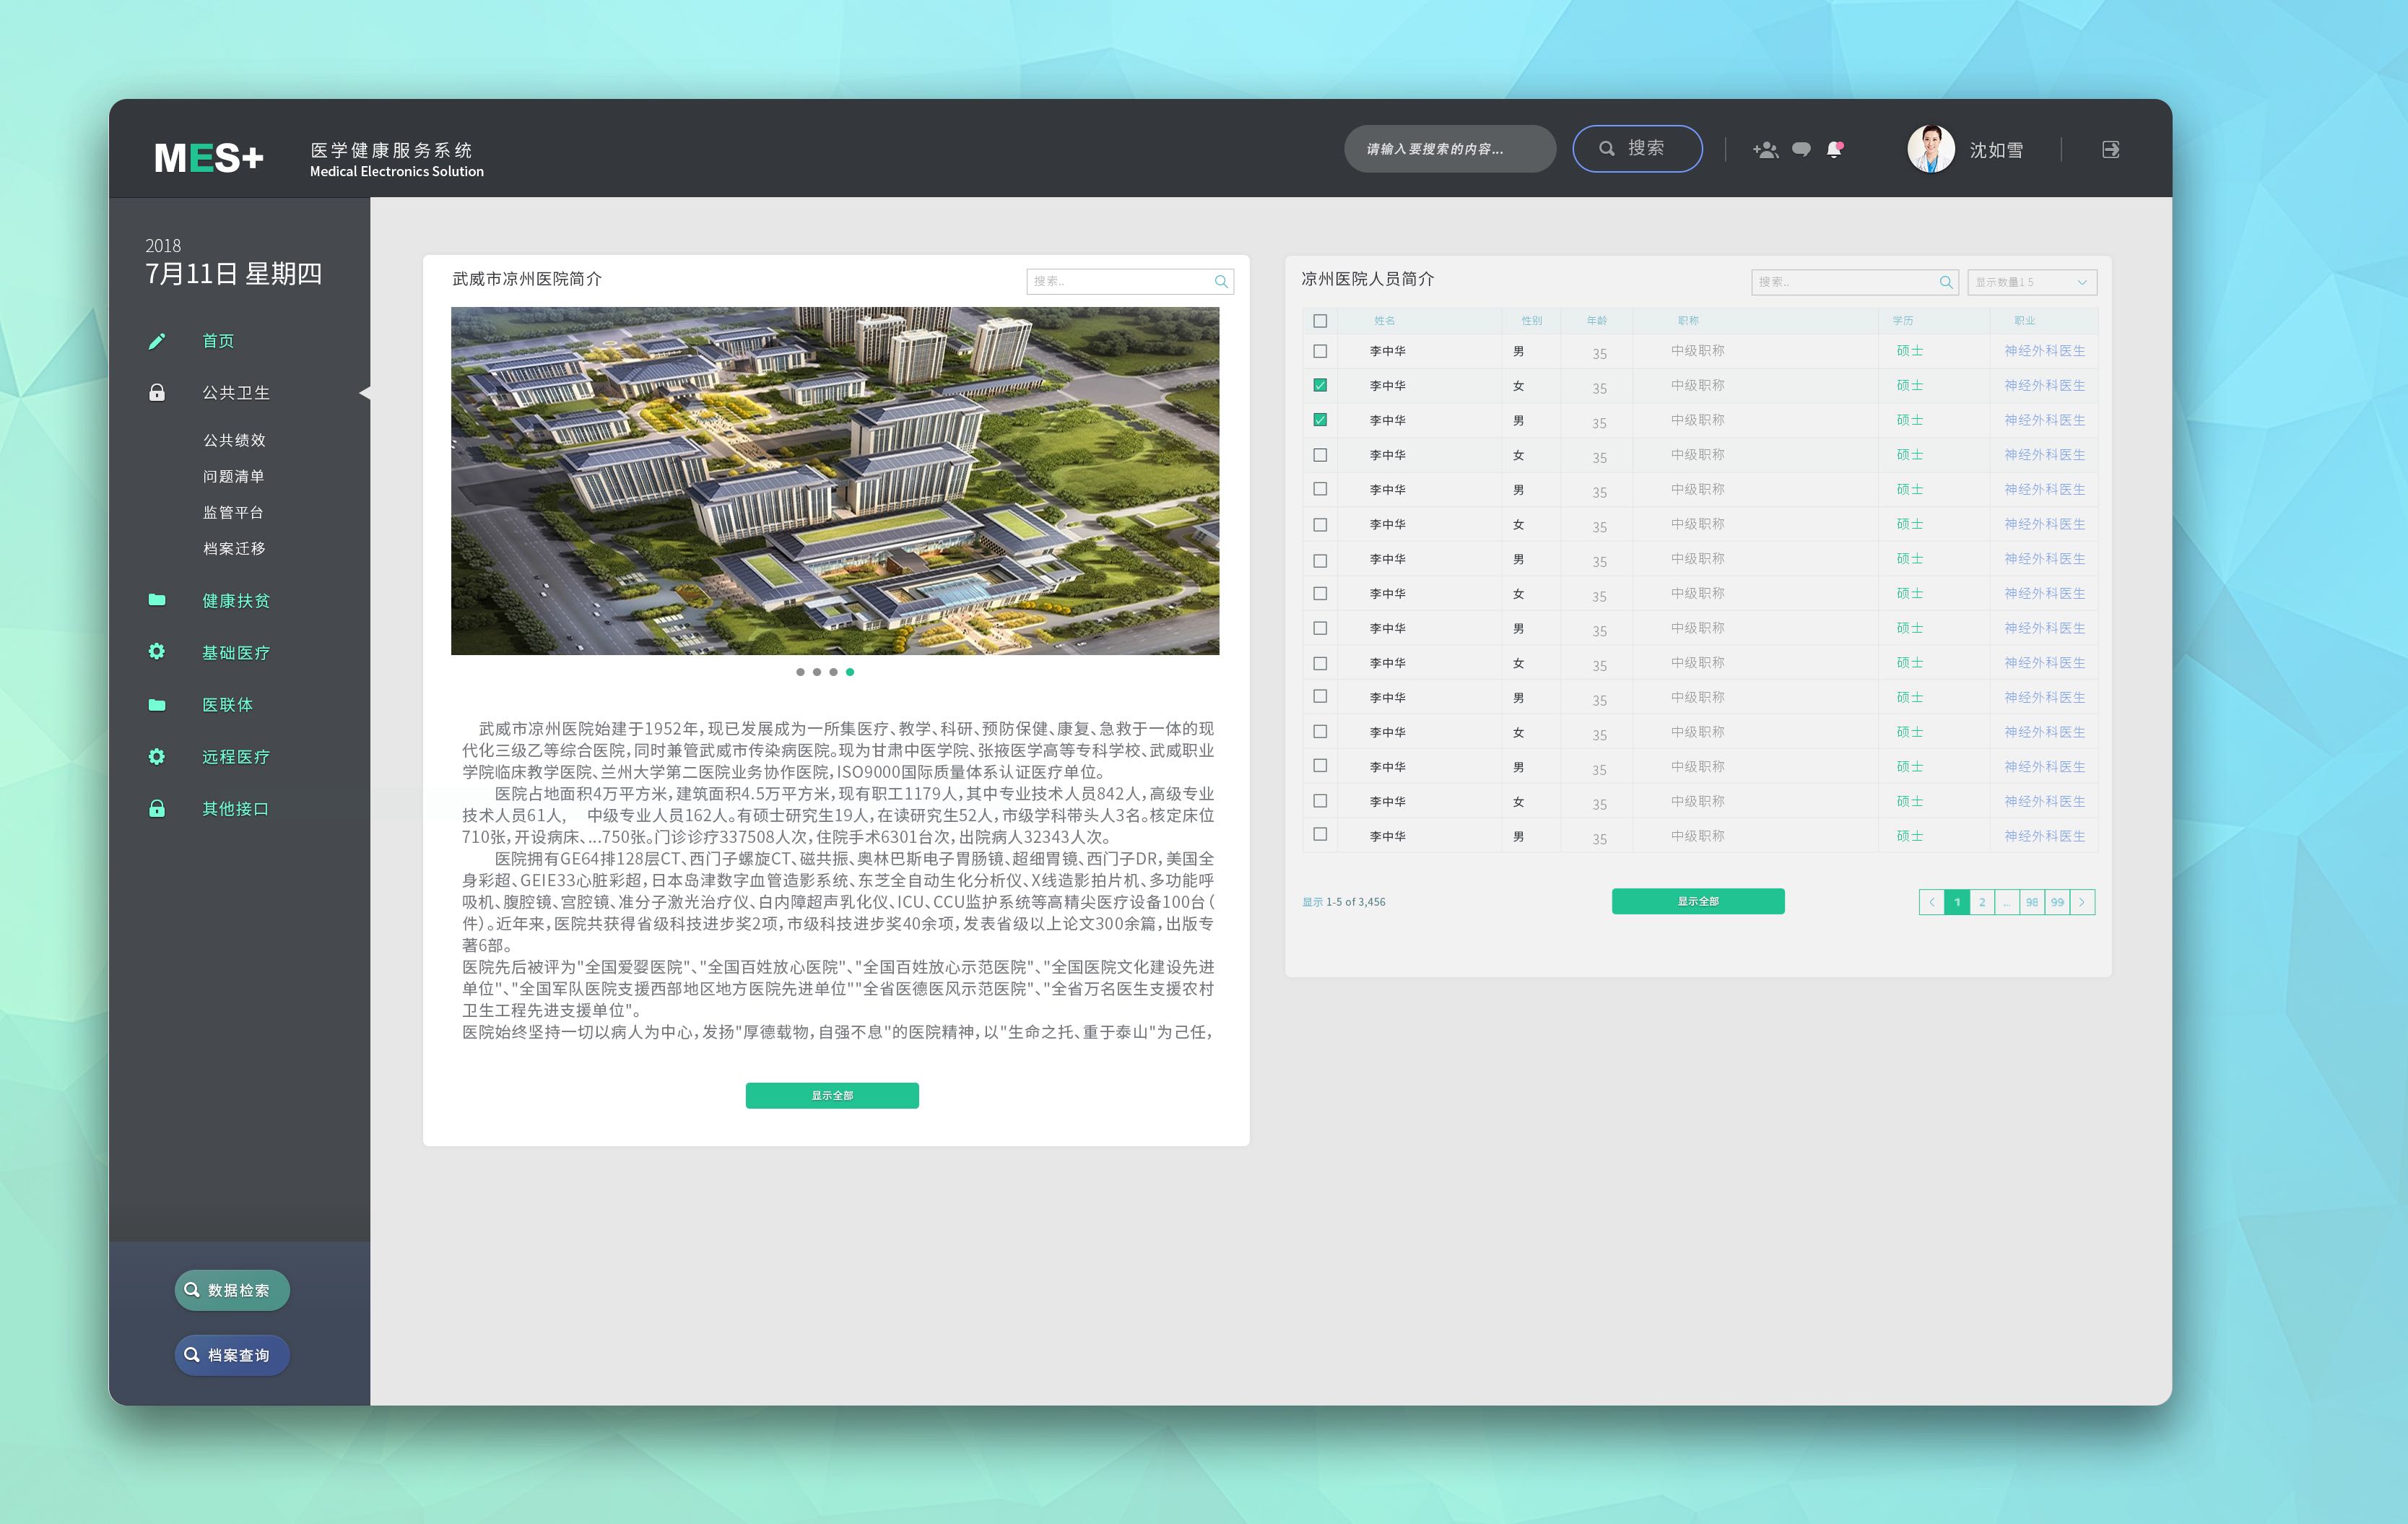 MES+
医学健康服务系统
Medical Electronics Solution
请输入要搜索的内容...
搜索
沈如雪
2018
7月11日 星期四
首页
公共卫生
公共绩效
问题清单
监管平台
档案迁移
健康扶贫
基础医疗
医联体
远程医疗
其他接口
数据检索
档案查询
武威市凉州医院简介
搜索..
武威市凉州医院始建于1952年,现已发展成为一所集医疗、教学、科研、预防保健、康复、急救于一体的现
代化三级乙等综合医院,同时兼管武威市传染病医院。现为甘肃中医学院、张掖医学高等专科学校、武威职业
学院临床教学医院、兰州大学第二医院业务协作医院,ISO9000国际质量体系认证医疗单位。
医院占地面积4万平方米,建筑面积4.5万平方米,现有职工1179人,其中专业技术人员842人,高级专业
技术人员61人, 中级专业人员162人。有硕士研究生19人,在读研究生52人,市级学科带头人3名。核定床位
710张,开设病床、...750张。门诊诊疗337508人次,住院手术6301台次,出院病人32343人次。
医院拥有GE64排128层CT、西门子螺旋CT、磁共振、奥林巴斯电子胃肠镜、超细胃镜、西门子DR,美国全
身彩超、GEIE33心脏彩超,日本岛津数字血管造影系统、东芝全自动生化分析仪、X线造影拍片机、多功能呼
吸机、腹腔镜、宫腔镜、准分子激光治疗仪、白内障超声乳化仪、ICU、CCU监护系统等高精尖医疗设备100台(
件)。近年来,医院共获得省级科技进步奖2项,市级科技进步奖40余项,发表省级以上论文300余篇,出版专
著6部。
医院先后被评为"全国爱婴医院"、"全国百姓放心医院"、"全国百姓放心示范医院"、"全国医院文化建设先进
单位"、"全国军队医院支援西部地区地方医院先进单位""全省医德医风示范医院"、"全省万名医生支援农村
卫生工程先进支援单位"。
医院始终坚持一切以病人为中心,发扬"厚德载物,自强不息"的医院精神,以"生命之托、重于泰山"为己任,
显示全部
凉州医院人员简介
搜索..
显示数量1 5
姓名 性别 年龄 职称 学历 职业
李中华 男 35 中级职称 硕士 神经外科医生
李中华 女 35 中级职称 硕士 神经外科医生
李中华 男 35 中级职称 硕士 神经外科医生
李中华 女 35 中级职称 硕士 神经外科医生
李中华 男 35 中级职称 硕士 神经外科医生
李中华 女 35 中级职称 硕士 神经外科医生
李中华 男 35 中级职称 硕士 神经外科医生
李中华 女 35 中级职称 硕士 神经外科医生
李中华 男 35 中级职称 硕士 神经外科医生
李中华 女 35 中级职称 硕士 神经外科医生
李中华 男 35 中级职称 硕士 神经外科医生
李中华 女 35 中级职称 硕士 神经外科医生
李中华 男 35 中级职称 硕士 神经外科医生
李中华 女 35 中级职称 硕士 神经外科医生
李中华 男 35 中级职称 硕士 神经外科医生
显示 1-5 of 3,456
显示全部
1 2 ... 98 99